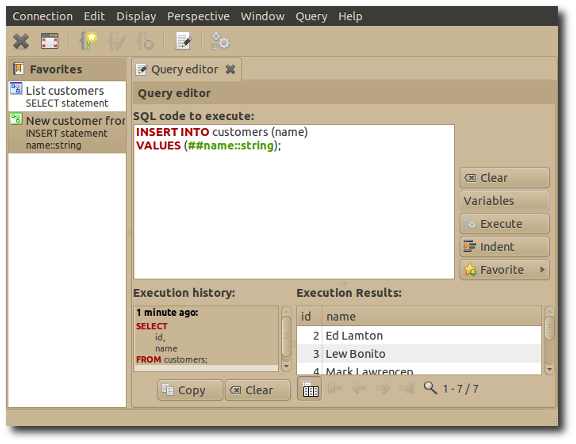 Connection Edit Display Perspective Window Query Help
Favorites
List customers
SELECT statement
New customer fror
INSERT statement
name::string
Query editor
Query editor
SQL code to execute:
INSERT INTO customers (name)
VALUES (##name::string);
Clear
Variables
Execute
Indent
Favorite
Execution history:
1 minute ago:
SELECT
id,
name
FROM customers;
Copy
Clear
Execution Results:
id name
2 Ed Lamton
3 Lew Bonito
4 Mark Lawrencep
1 - 7 / 7